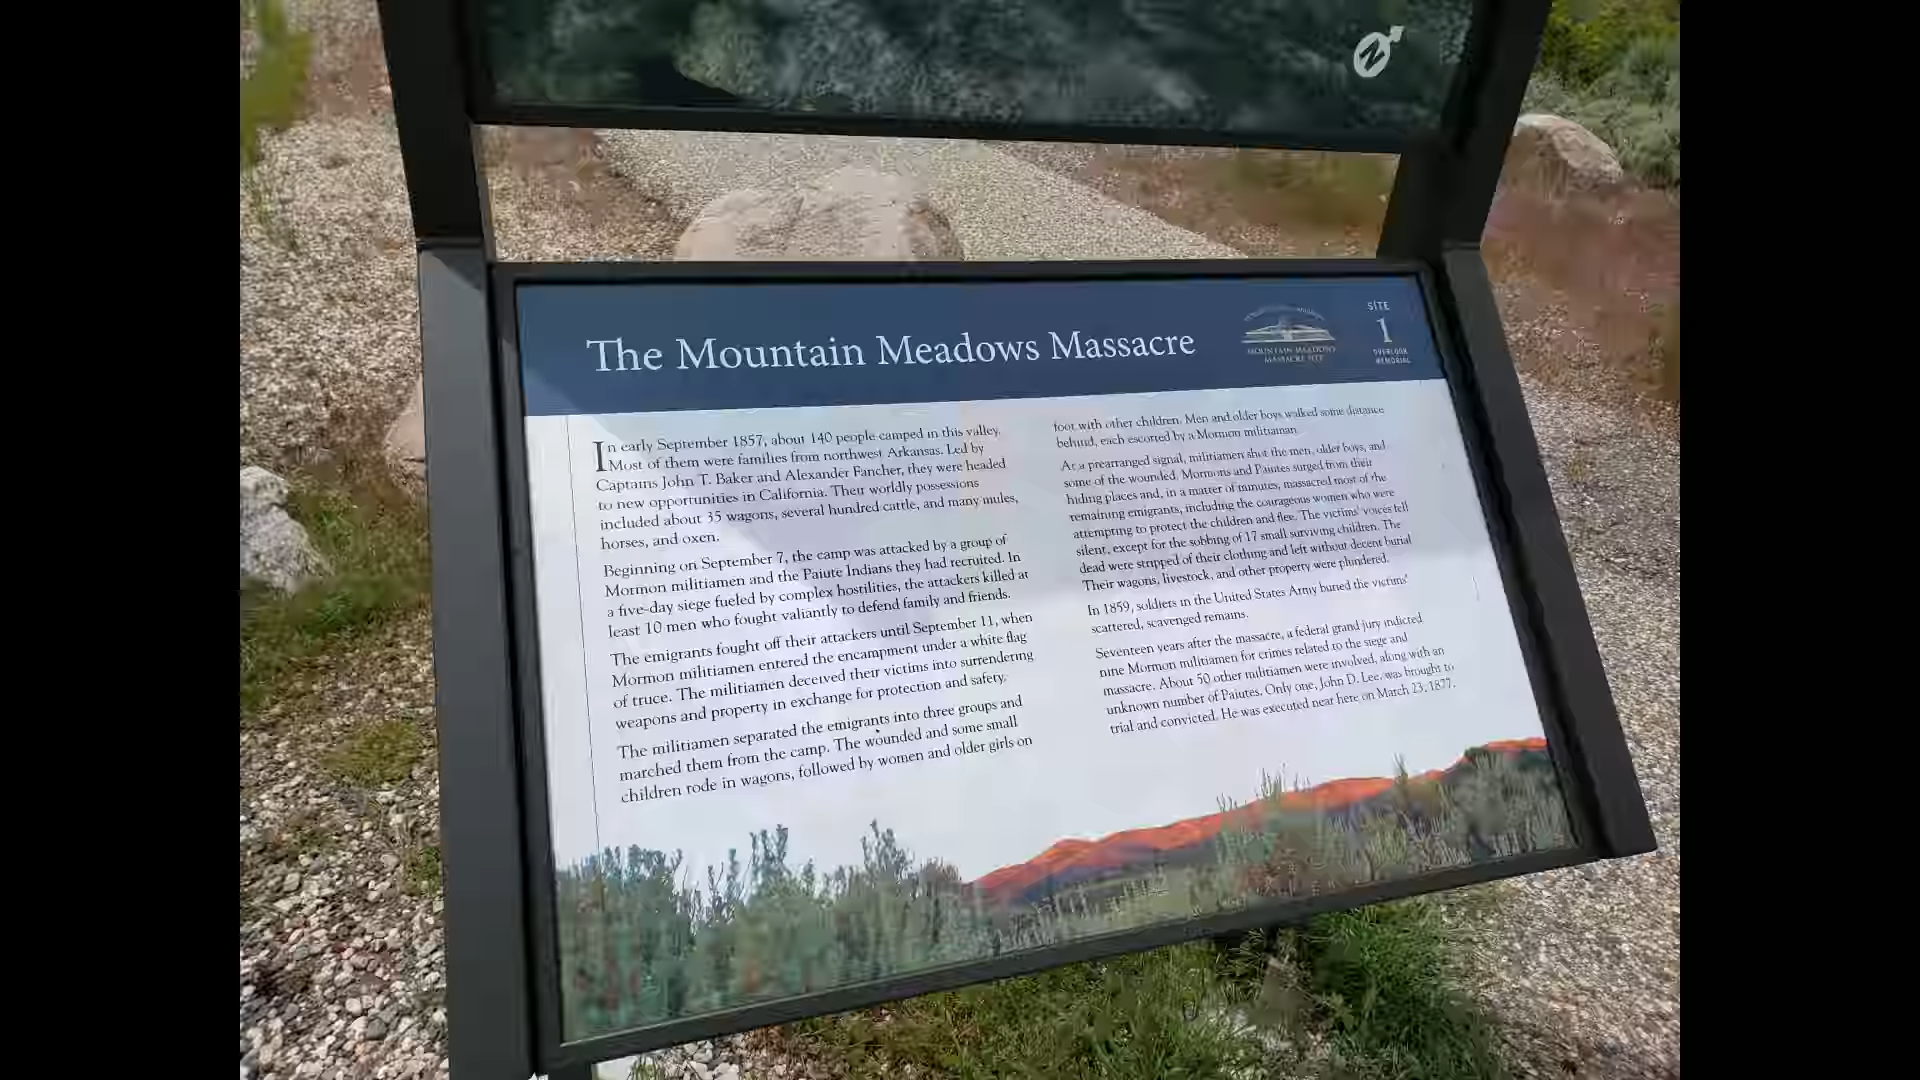 N
The Mountain Meadows Massacre
MOUNTAIN MEADOWS
MASSACRE SITE
SITE
1
OVERLOOK
MEMORIAL
In early September 1857, about 140 people camped in this valley.
Most of them were families from northwest Arkansas. Led by
Captains John T. Baker and Alexander Fancher, they were headed
to new opportunities in California. Their worldly possessions
included about 35 wagons, several hundred cattle, and many mules,
horses, and oxen.
Beginning on September 7, the camp was attacked by a group of
Mormon militiamen and the Paiute Indians they had recruited. In
a five-day siege fueled by complex hostilities, the attackers killed at
least 10 men who fought valiantly to defend family and friends.
The emigrants fought off their attackers until September 11, when
Mormon militiamen entered the encampment under a white flag
of truce. The militiamen deceived their victims into surrendering
weapons and property in exchange for protection and safety.
The militiamen separated the emigrants into three groups and
marched them from the camp. The wounded and some small
children rode in wagons, followed by women and older girls on
foot with other children. Men and older boys walked some distance
behind, each escorted by a Mormon militiaman.
At a prearranged signal, militiamen shot the men, older boys, and
some of the wounded. Mormons and Paiutes surged from their
hiding places and, in a matter of minutes, massacred most of the
remaining emigrants, including the courageous women who were
attempting to protect the children and flee. The victims' voices fell
silent, except for the sobbing of 17 small surviving children. The
dead were stripped of their clothing and left without decent burial.
Their wagons, livestock, and other property were plundered.
In 1859, soldiers in the United States Army buried the victims'
scattered, scavenged remains.
Seventeen years after the massacre, a federal grand jury indicted
nine Mormon militiamen for crimes related to the siege and
massacre. About 50 other militiamen were involved, along with an
unknown number of Paiutes. Only one, John D. Lee, was brought to
trial and convicted. He was executed near here on March 23, 1877.